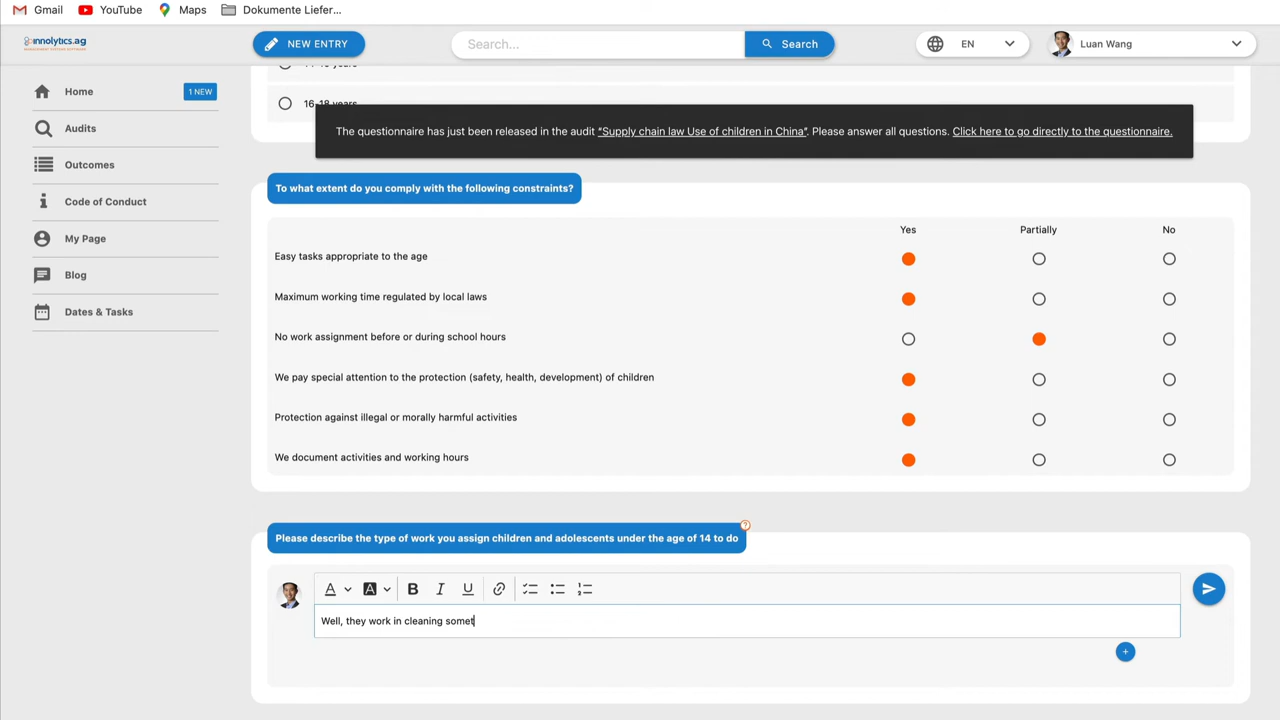 Gmail
YouTube
Maps
Dokumente Liefer...
innolytics.ag
NEW ENTRY
Search...
Search
EN
Luan Wang
Home
1 NEW
Audits
Outcomes
Code of Conduct
My Page
Blog
Dates & Tasks
16-18 years
The questionnaire has just been released in the audit "Supply chain law Use of children in China". Please answer all questions. Click here to go directly to the questionnaire.
To what extent do you comply with the following constraints?
Yes Partially No
Easy tasks appropriate to the age
Maximum working time regulated by local laws
No work assignment before or during school hours
We pay special attention to the protection (safety, health, development) of children
Protection against illegal or morally harmful activities
We document activities and working hours
Please describe the type of work you assign children and adolescents under the age of 14 to do
?
A A B I U
Well, they work in cleaning somet